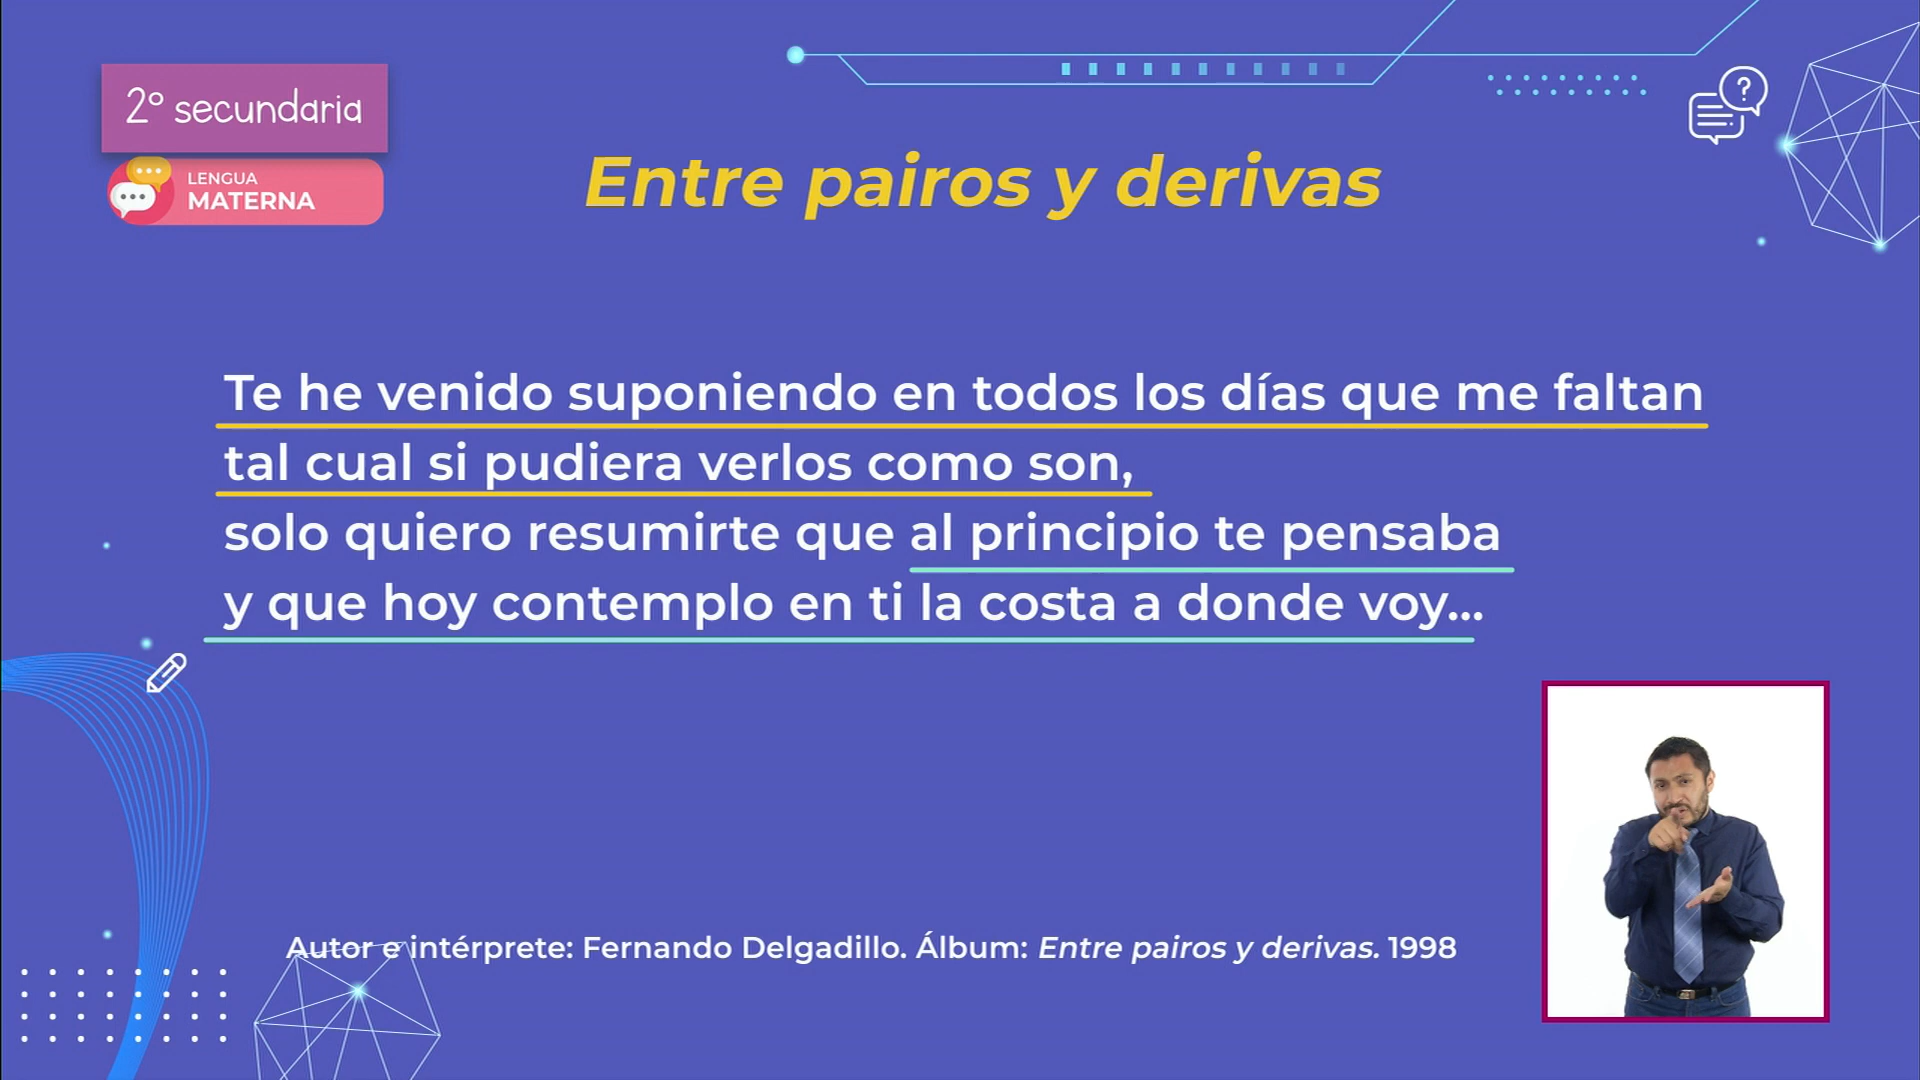 2° secundaria
LENGUA
MATERNA
Entre pairos y derivas
Te he venido suponiendo en todos los días que me faltan
tal cual si pudiera verlos como son,
solo quiero resumirte que al principio te pensaba
y que hoy contemplo en ti la costa a donde voy...
Autor e intérprete: Fernando Delgadillo. Álbum: Entre pairos y derivas. 1998